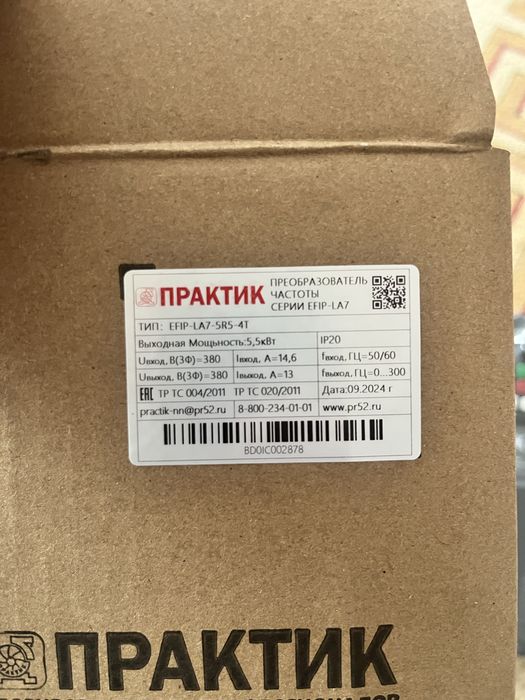 ПРАКТИК
ПРЕОБРАЗОВАТЕЛЬ
ЧАСТОТЫ
СЕРИИ EFIP-LA7
ТИП: EFIP-LA7-5R5-4T
Выходная Мощьность:5,5кВт IP20
Uвход, В(3Ф)=380 Iвход, А=14,6 fвход, ГЦ=50/60
Uвыход, В(3Ф)=380 Iвыход, А=13 fвыход, ГЦ=0...300
ЕАС ТР ТС 004/2011 ТР ТС 020/2011 Дата:09.2024 г
practik-nn@pr52.ru 8-800-234-01-01 www.pr52.ru
BD0IC002878
ПРАКТИК